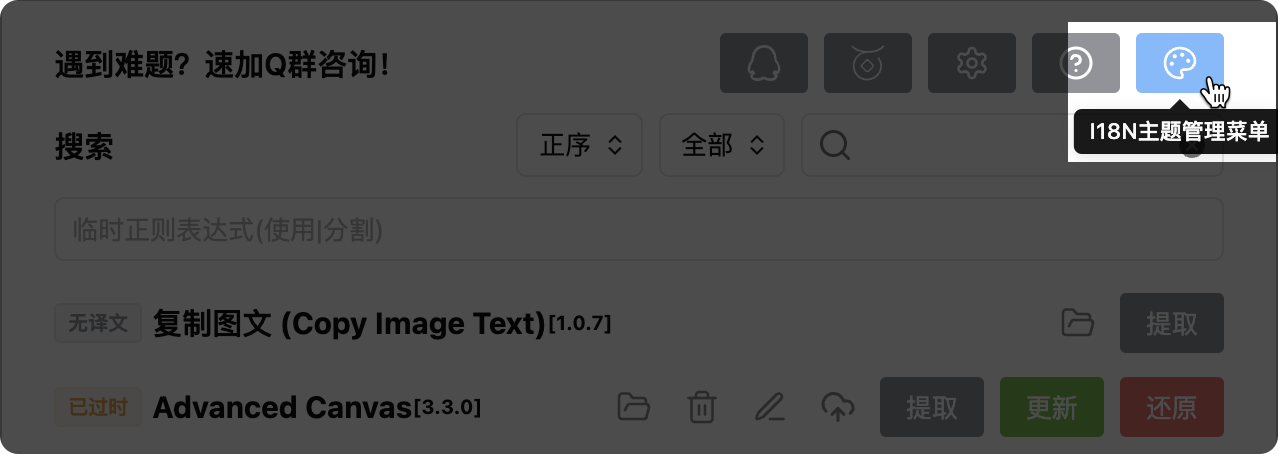 遇到难题？速加Q群咨询！
I18N主题管理菜单
搜索
正序
全部
临时正则表达式(使用|分割)
无译文 复制图文 (Copy Image Text)[1.0.7] 提取
已过时 Advanced Canvas[3.3.0] 提取 更新 还原